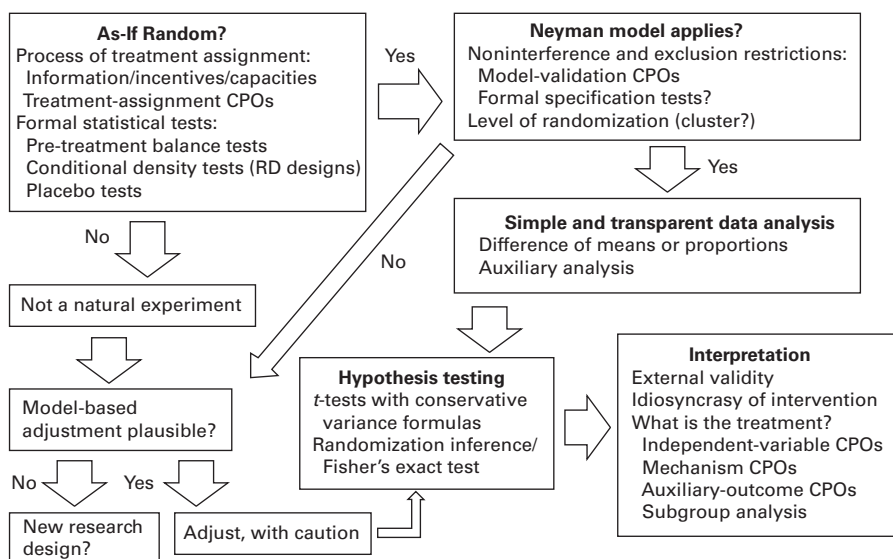 As-If Random?
Process of treatment assignment:
Information/incentives/capacities
Treatment-assignment CPOs
Formal statistical tests:
Pre-treatment balance tests
Conditional density tests (RD designs)
Placebo tests
Yes
Neyman model applies?
Noninterference and exclusion restrictions:
Model-validation CPOs
Formal specification tests?
Level of randomization (cluster?)
Yes
No
No
Simple and transparent data analysis
Difference of means or proportions
Auxiliary analysis
Not a natural experiment
Model-based
adjustment plausible?
No
Yes
New research
design?
Adjust, with caution
Hypothesis testing
t-tests with conservative
variance formulas
Randomization inference/
Fisher's exact test
Interpretation
External validity
Idiosyncrasy of intervention
What is the treatment?
Independent-variable CPOs
Mechanism CPOs
Auxiliary-outcome CPOs
Subgroup analysis